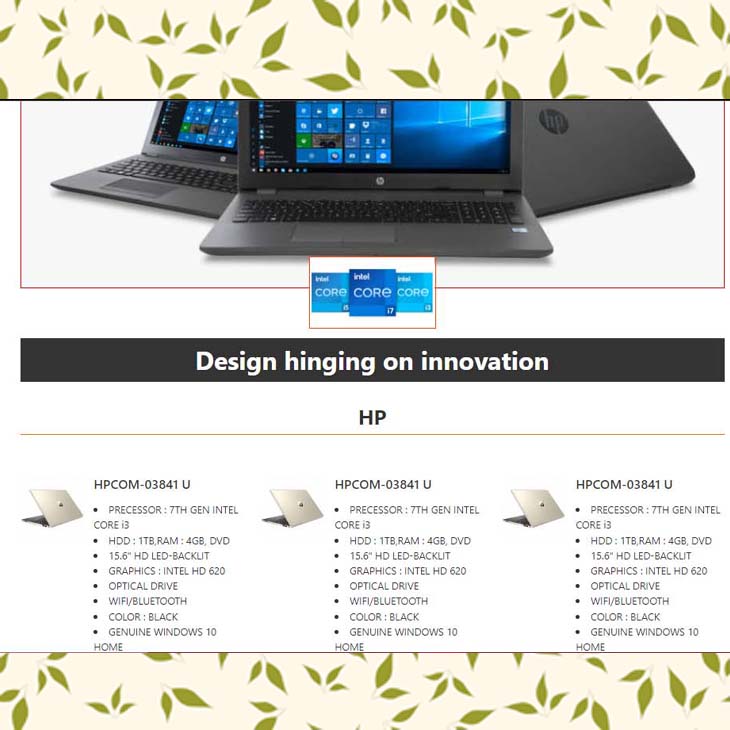 hp
hp
hp
intel
CORE
i5
intel
CORE
i7
intel
CORE
i3
Design hinging on innovation
HP
HPCOM-03841 U
PRECESSOR : 7TH GEN INTEL
CORE i3
HDD : 1TB,RAM : 4GB, DVD
15.6" HD LED-BACKLIT
GRAPHICS : INTEL HD 620
OPTICAL DRIVE
WIFI/BLUETOOTH
COLOR : BLACK
GENUINE WINDOWS 10
HOME
HPCOM-03841 U
PRECESSOR : 7TH GEN INTEL
CORE i3
HDD : 1TB,RAM : 4GB, DVD
15.6" HD LED-BACKLIT
GRAPHICS : INTEL HD 620
OPTICAL DRIVE
WIFI/BLUETOOTH
COLOR : BLACK
GENUINE WINDOWS 10
HOME
HPCOM-03841 U
PRECESSOR : 7TH GEN INTEL
CORE i3
HDD : 1TB,RAM : 4GB, DVD
15.6" HD LED-BACKLIT
GRAPHICS : INTEL HD 620
OPTICAL DRIVE
WIFI/BLUETOOTH
COLOR : BLACK
GENUINE WINDOWS 10
HOME